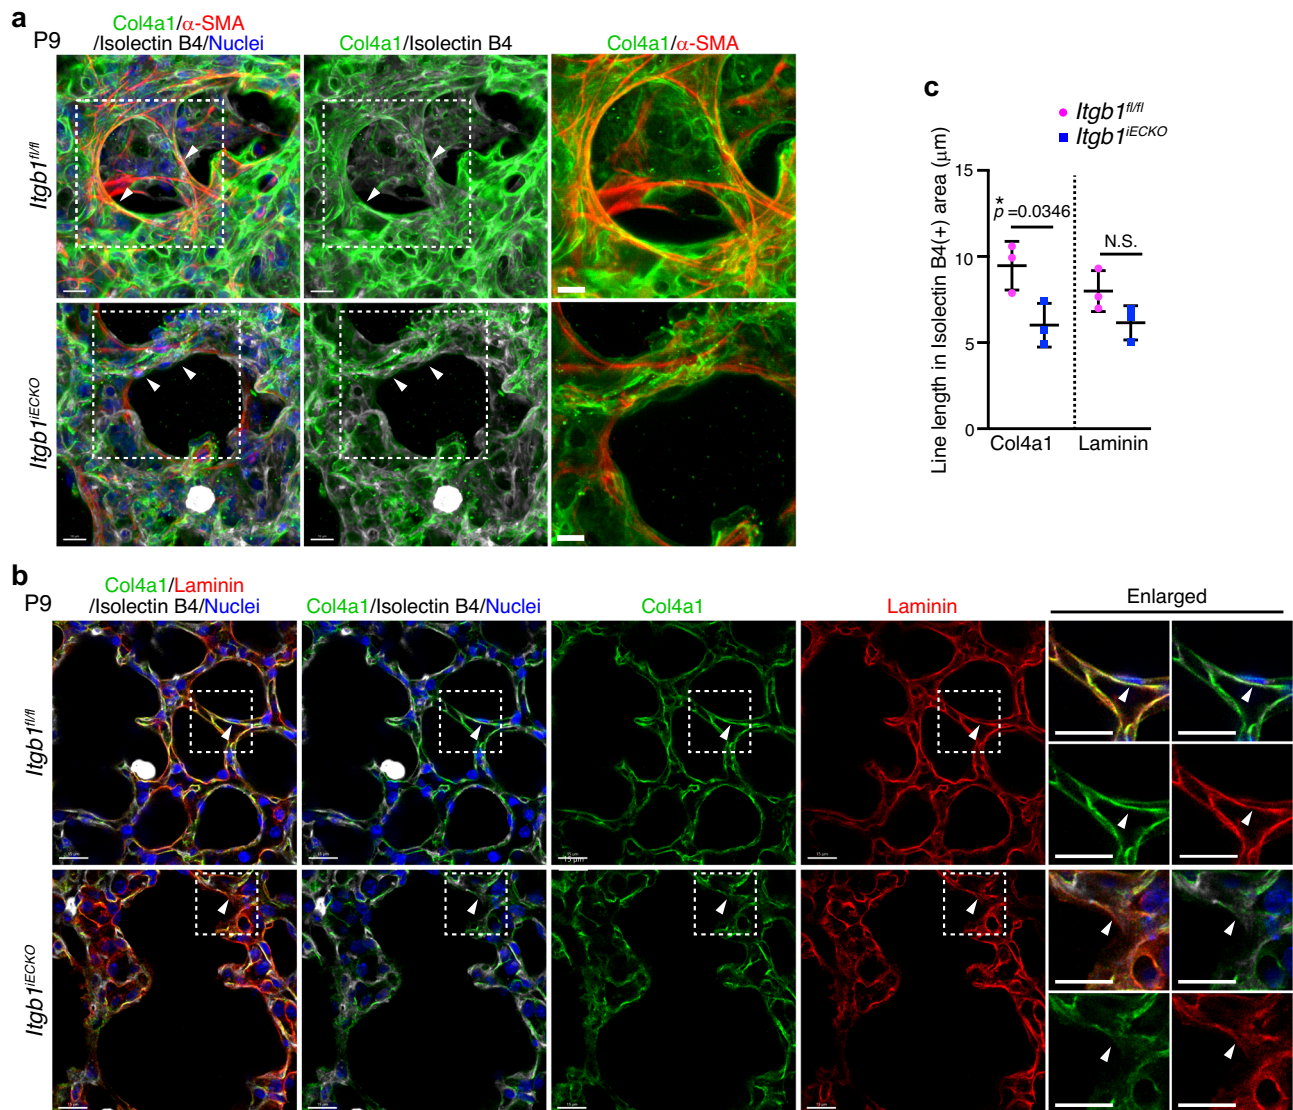 a
P9
Col4a1/α-SMA
/Isolectin B4/Nuclei
Col4a1/Isolectin B4
Col4a1/α-SMA
Itgb1fl/fl
Itgb1iECKO
c
Itgb1fl/fl
Itgb1iECKO
Line length in Isolectin B4(+) area (μm)
15
10
5
0
*
p =0.0346
N.S.
Col4a1
Laminin
b
P9
Col4a1/Laminin
/Isolectin B4/Nuclei
Col4a1/Isolectin B4/Nuclei
Col4a1
Laminin
Enlarged
Itgb1fl/fl
15 μm
Itgb1iECKO